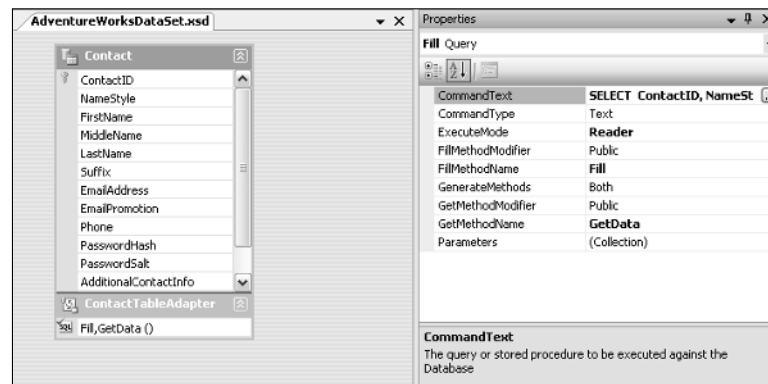 AdventureWorksDataSet.xsd
Contact
ContactID
NameStyle
FirstName
MiddleName
LastName
Suffix
EmailAddress
EmailPromotion
Phone
PasswordHash
PasswordSalt
AdditionalContactInfo
ContactTableAdapter
SQL Fill,GetData ()
Properties
Fill Query
CommandText SELECT ContactID, NameSt
CommandType Text
ExecuteMode Reader
FillMethodModifier Public
FillMethodName Fill
GenerateMethods Both
GetMethodModifier Public
GetMethodName GetData
Parameters (Collection)
CommandText
The query or stored procedure to be executed against the
Database